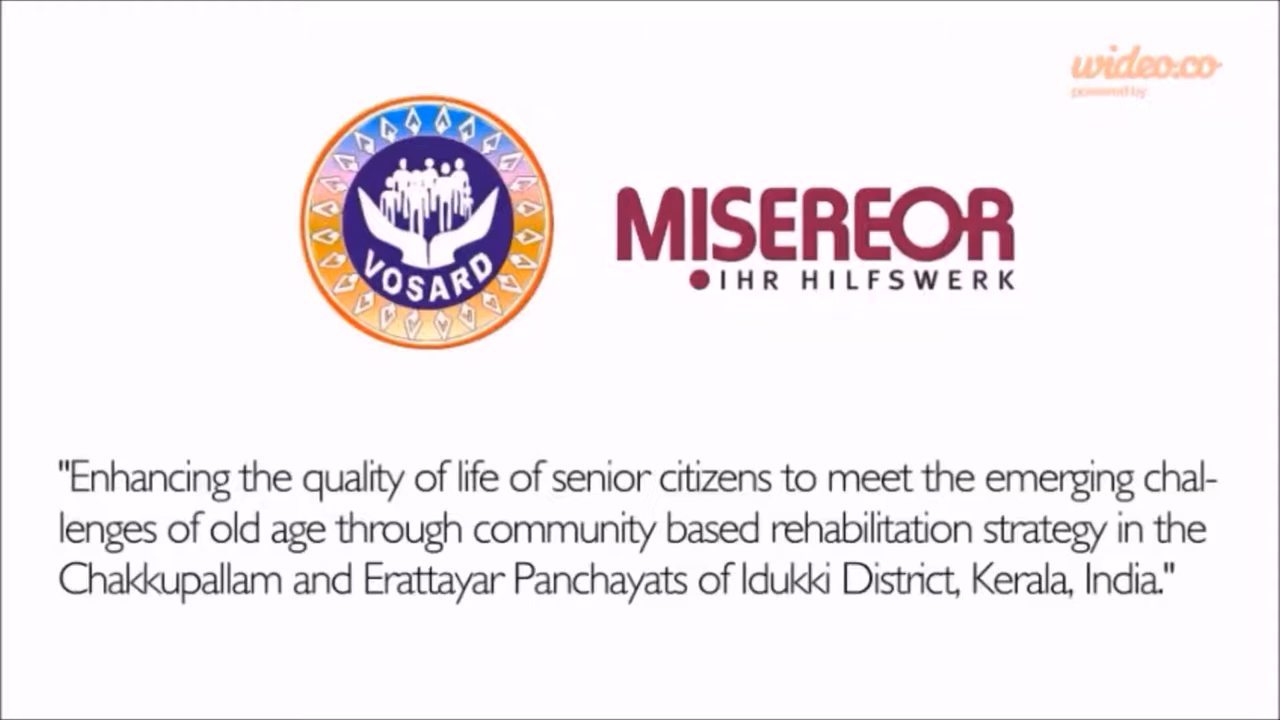 wideo.co
powered by
VOSARD
MISEREOR
IHR HILFSWERK
"Enhancing the quality of life of senior citizens to meet the emerging chal-
lenges of old age through community based rehabilitation strategy in the
Chakkupallam and Erattayar Panchayats of Idukki District, Kerala, India."